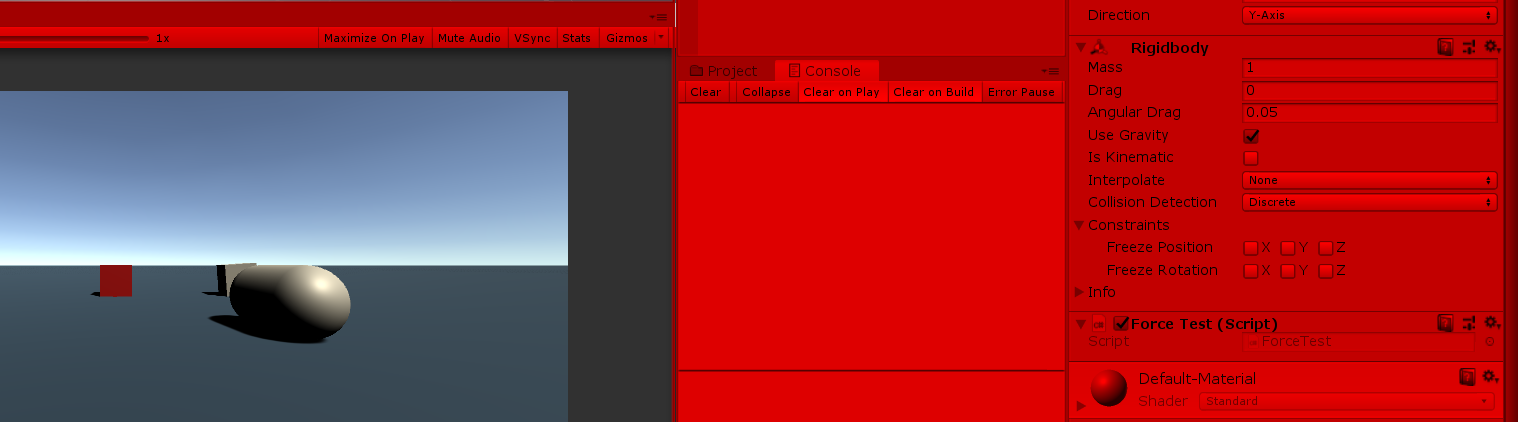 1x
Maximize On Play Mute Audio VSync Stats Gizmos
Project Console
Clear Collapse Clear on Play Clear on Build Error Pause
Direction Y-Axis
Rigidbody
Mass 1
Drag 0
Angular Drag 0.05
Use Gravity
Is Kinematic
Interpolate None
Collision Detection Discrete
Constraints
Freeze Position X Y Z
Freeze Rotation X Y Z
Info
Force Test (Script)
Script ForceTest
Default-Material
Shader Standard